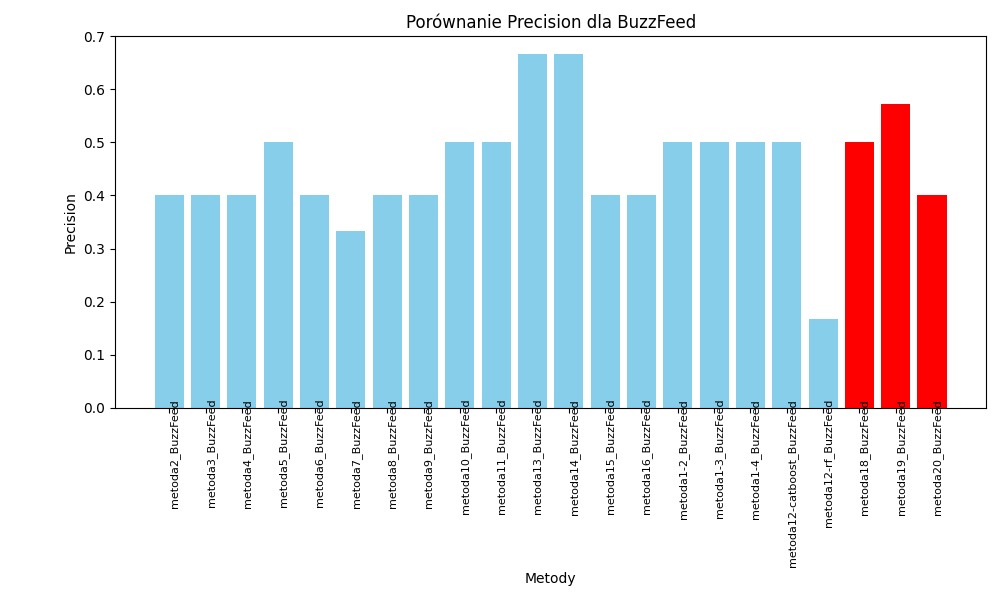 Porównanie Precision dla BuzzFeed
Precision
0.7
0.6
0.5
0.4
0.3
0.2
0.1
0.0
metoda2_BuzzFeed
metoda3_BuzzFeed
metoda4_BuzzFeed
metoda5_BuzzFeed
metoda6_BuzzFeed
metoda7_BuzzFeed
metoda8_BuzzFeed
metoda9_BuzzFeed
metoda10_BuzzFeed
metoda11_BuzzFeed
metoda13_BuzzFeed
metoda14_BuzzFeed
metoda15_BuzzFeed
metoda16_BuzzFeed
metoda1-2_BuzzFeed
metoda1-3_BuzzFeed
metoda1-4_BuzzFeed
metoda12-catboost_BuzzFeed
metoda12-rf_BuzzFeed
metoda18_BuzzFeed
metoda19_BuzzFeed
metoda20_BuzzFeed
Metody